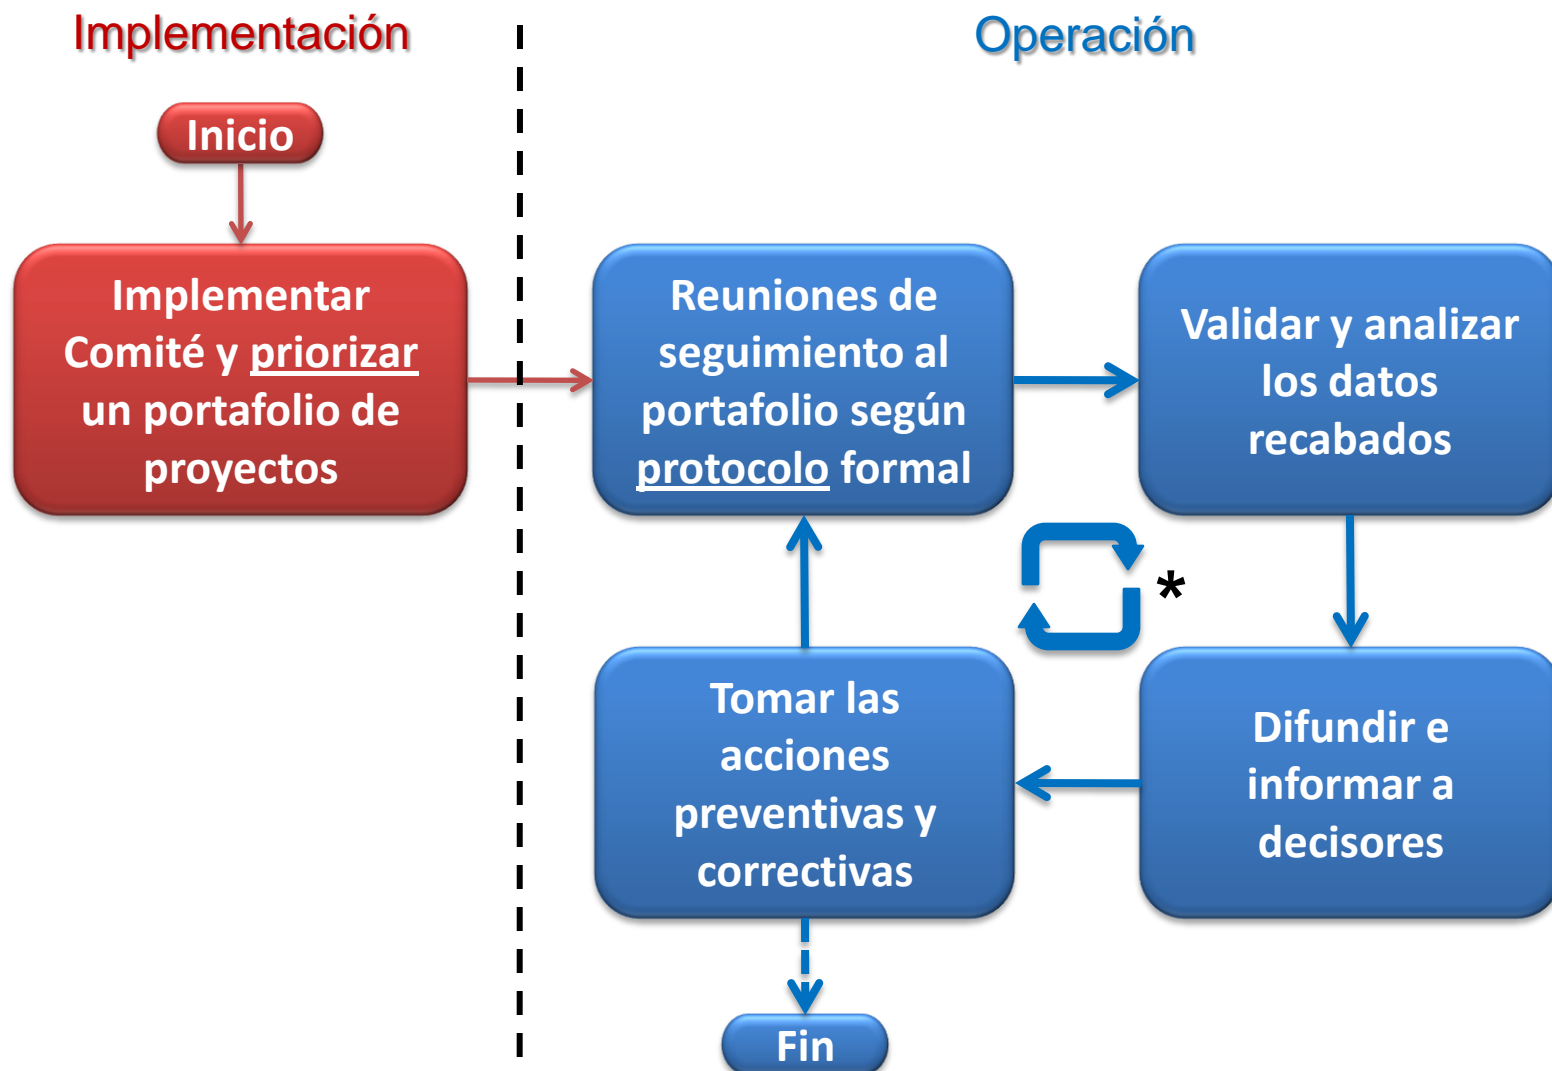 Implementación
Operación
Inicio
Implementar
Comité y priorizar
un portafolio de
proyectos
Reuniones de
seguimiento al
portafolio según
protocolo formal
Validar y analizar
los datos
recabados
*
Tomar las
acciones
preventivas y
correctivas
Difundir e
informar a
decisores
Fin